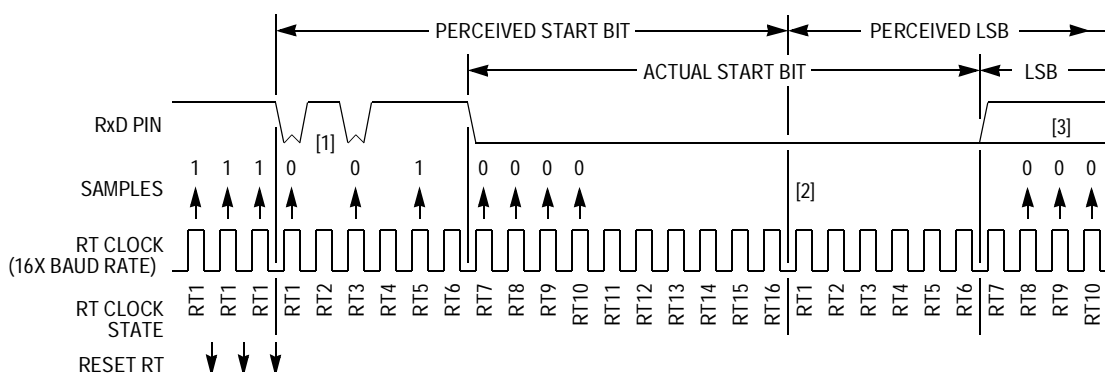 PERCEIVED START BIT PERCEIVED LSB
ACTUAL START BIT LSB
RxD PIN [1] [3]
1 1 1 0 0 1 0 0 0 0 0 0 0
SAMPLES [2]
RT CLOCK
(16X BAUD RATE)
RT CLOCK
STATE
RT1 RT1 RT1 RT1 RT2 RT3 RT4 RT5 RT6 RT7 RT8 RT9 RT10 RT11 RT12 RT13 RT14 RT15 RT16 RT1 RT2 RT3 RT4 RT5 RT6 RT7 RT8 RT9 RT10
RESET RT